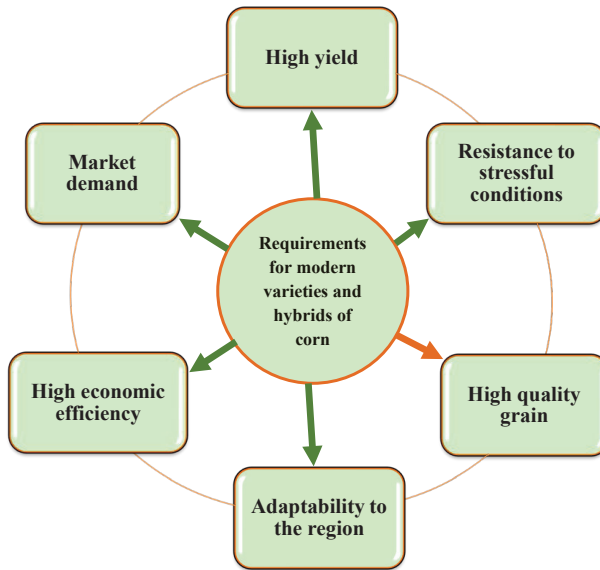 High yield
Market
demand
Resistance to
stressful
conditions
Requirements
for modern
varieties and
hybrids of
corn
High economic
efficiency
High quality
grain
Adaptability to
the region